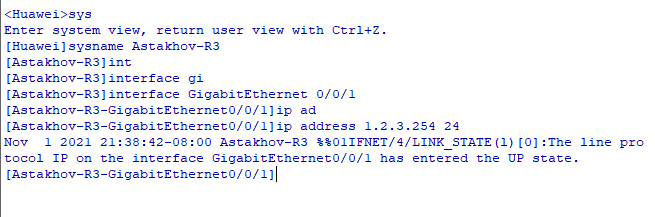 <Huawei>sys
Enter system view, return user view with Ctrl+Z.
[Huawei]sysname Astakhov-R3
[Astakhov-R3]int
[Astakhov-R3]interface gi
[Astakhov-R3]interface GigabitEthernet 0/0/1
[Astakhov-R3-GigabitEthernet0/0/1]ip ad
[Astakhov-R3-GigabitEthernet0/0/1]ip address 1.2.3.254 24
Nov  1 2021 21:38:42-08:00 Astakhov-R3 %%01IFNET/4/LINK_STATE(l)[0]:The line pro
tocol IP on the interface GigabitEthernet0/0/1 has entered the UP state.
[Astakhov-R3-GigabitEthernet0/0/1]